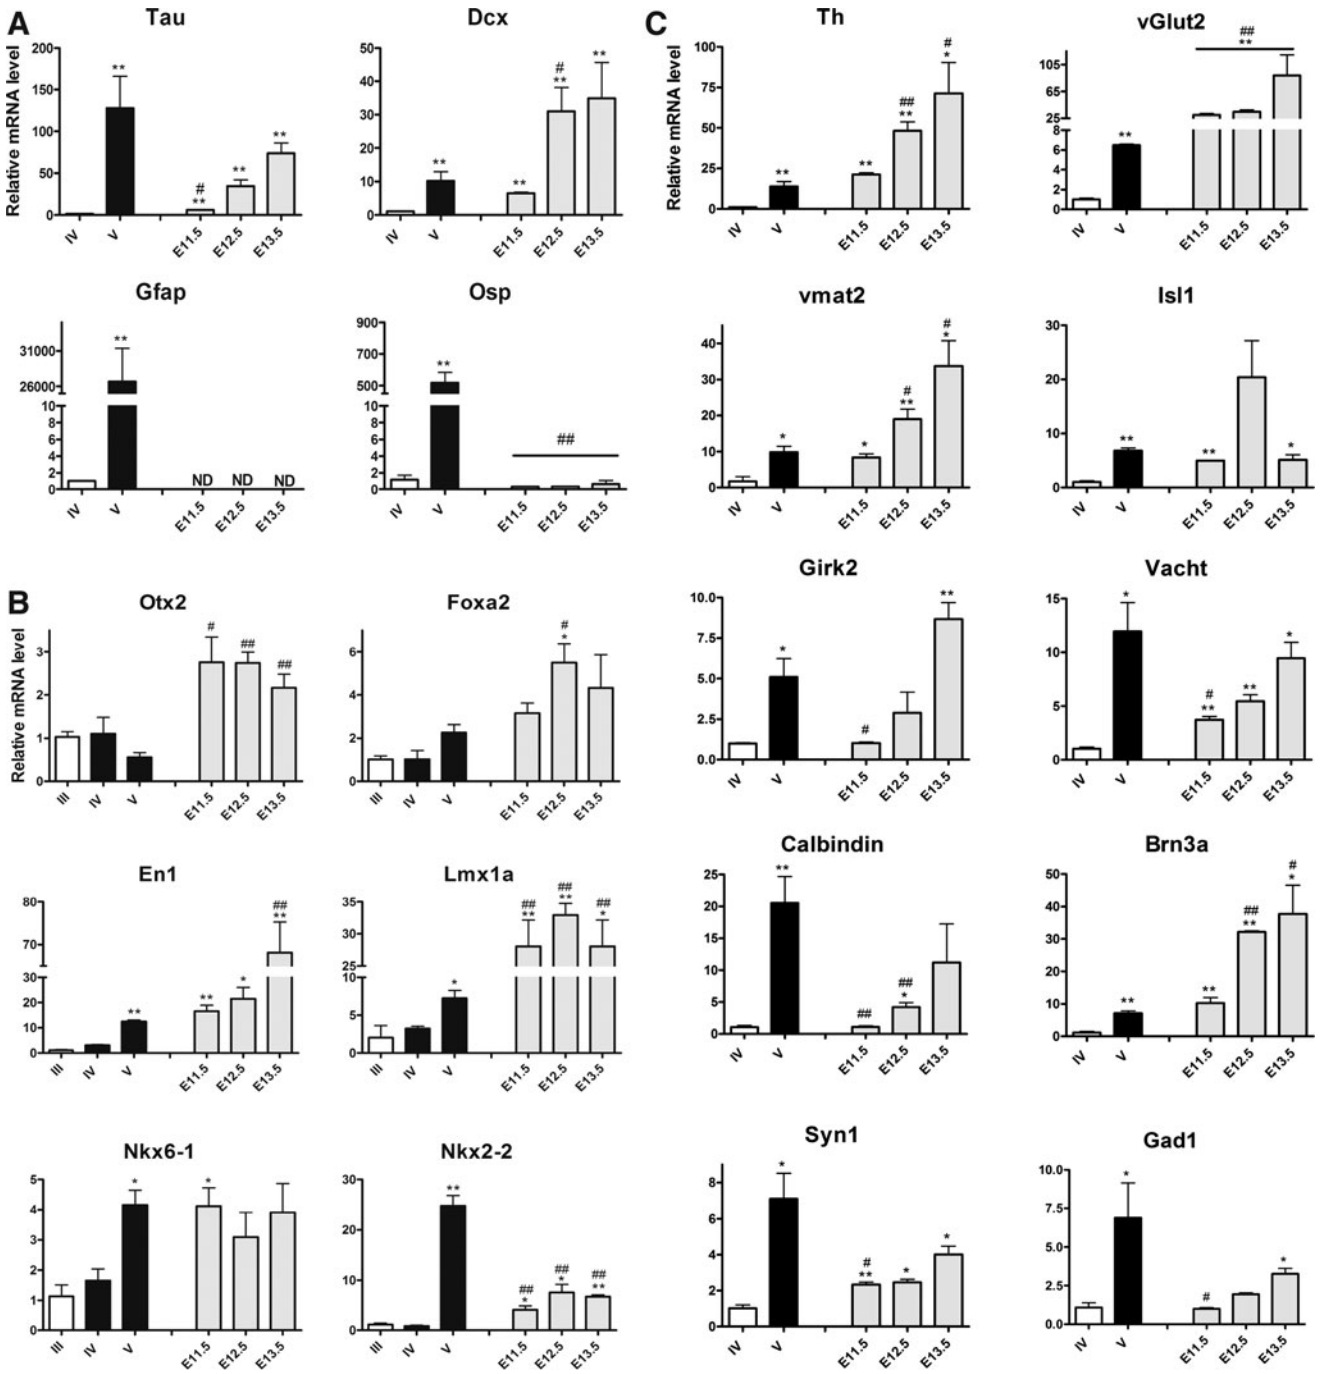 A
Tau
Relative mRNA level
200
150
100
50
0
**
#
**
**
**
IV
V
E11.5
E12.5
E13.5
Dcx
50
40
30
20
10
0
**
**
#
**
**
IV
V
E11.5
E12.5
E13.5
Gfap
31000
26000
10
8
6
4
2
0
**
ND
ND
ND
IV
V
E11.5
E12.5
E13.5
Osp
900
700
500
10
8
6
4
2
0
**
##
IV
V
E11.5
E12.5
E13.5
B
Otx2
Relative mRNA level
3
2
1
0
#
##
##
III
IV
V
E11.5
E12.5
E13.5
Foxa2
6
4
2
0
#
*
III
IV
V
E11.5
E12.5
E13.5
En1
80
70
30
20
10
0
**
**
*
##
**
III
IV
V
E11.5
E12.5
E13.5
Lmx1a
35
30
25
10
5
0
*
##
**
##
**
##
*
III
IV
V
E11.5
E12.5
E13.5
Nkx6-1
5
4
3
2
1
0
*
*
III
IV
V
E11.5
E12.5
E13.5
Nkx2-2
30
20
10
0
**
##
*
##
*
##
**
III
IV
V
E11.5
E12.5
E13.5
C
Th
Relative mRNA level
100
75
50
25
0
**
**
##
**
#
*
IV
V
E11.5
E12.5
E13.5
vGlut2
105
65
25
8
6
4
2
0
**
##
**
IV
V
E11.5
E12.5
E13.5
vmat2
40
30
20
10
0
*
*
#
**
#
*
IV
V
E11.5
E12.5
E13.5
Isl1
30
20
10
0
**
**
*
IV
V
E11.5
E12.5
E13.5
Girk2
10.0
7.5
5.0
2.5
0.0
*
#
**
IV
V
E11.5
E12.5
E13.5
Vacht
15
10
5
0
*
#
**
**
*
IV
V
E11.5
E12.5
E13.5
Calbindin
25
20
15
10
5
0
**
##
##
*
IV
V
E11.5
E12.5
E13.5
Brn3a
50
40
30
20
10
0
**
**
##
**
#
*
IV
V
E11.5
E12.5
E13.5
Syn1
8
6
4
2
0
*
#
**
*
*
IV
V
E11.5
E12.5
E13.5
Gad1
10.0
7.5
5.0
2.5
0.0
*
#
*
IV
V
E11.5
E12.5
E13.5